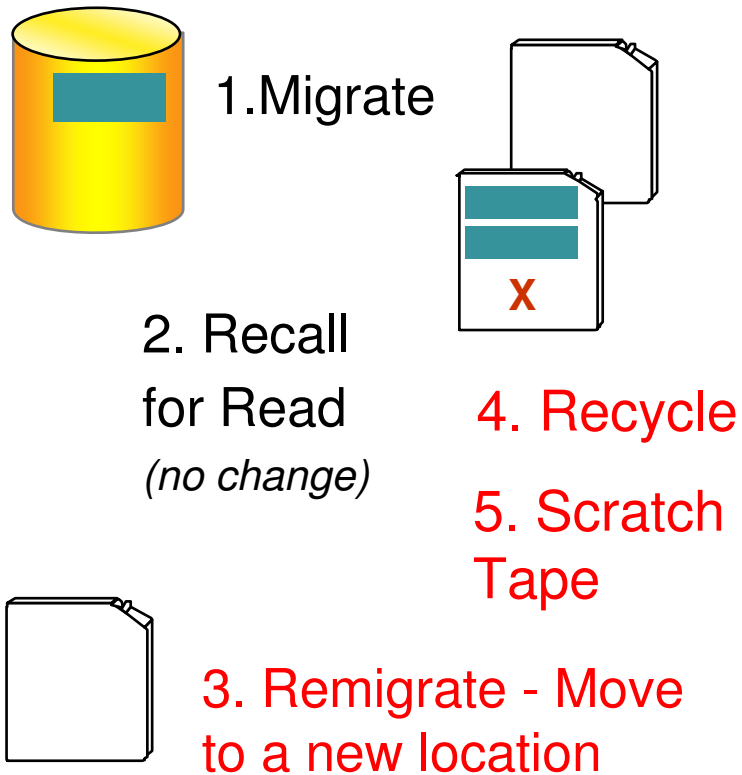 1.Migrate
X
2. Recall
for Read
(no change)
4. Recycle
5. Scratch
Tape
3. Remigrate - Move
to a new location